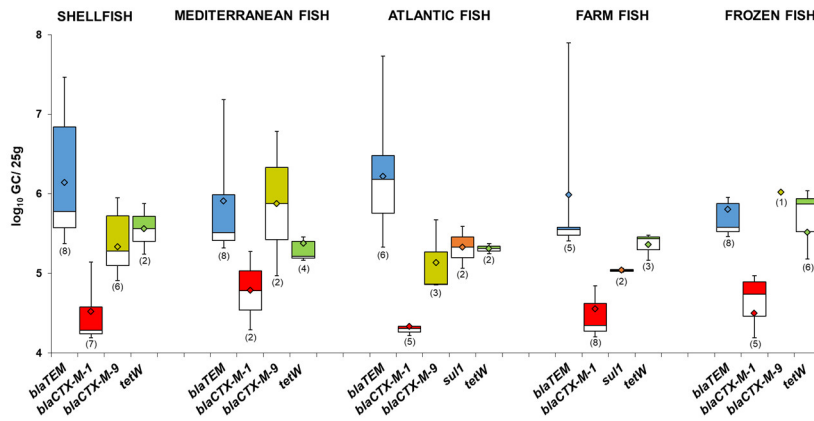 SHELLFISH MEDITERRANEAN FISH ATLANTIC FISH FARM FISH FROZEN FISH
log10 GC/ 25g
8
7
6
5
4
(8) (7) (6) (2)
(8) (2) (2) (4)
(6) (5) (3) (2) (2)
(5) (8) (2) (3)
(8) (5) (1) (6)
blaTEM blaCTX-M-1 blaCTX-M-9 tetW
blaTEM blaCTX-M-1 blaCTX-M-9 tetW
blaTEM blaCTX-M-1 blaCTX-M-9 sul1 tetW
blaTEM blaCTX-M-1 sul1 tetW
blaTEM blaCTX-M-1 blaCTX-M-9 tetW